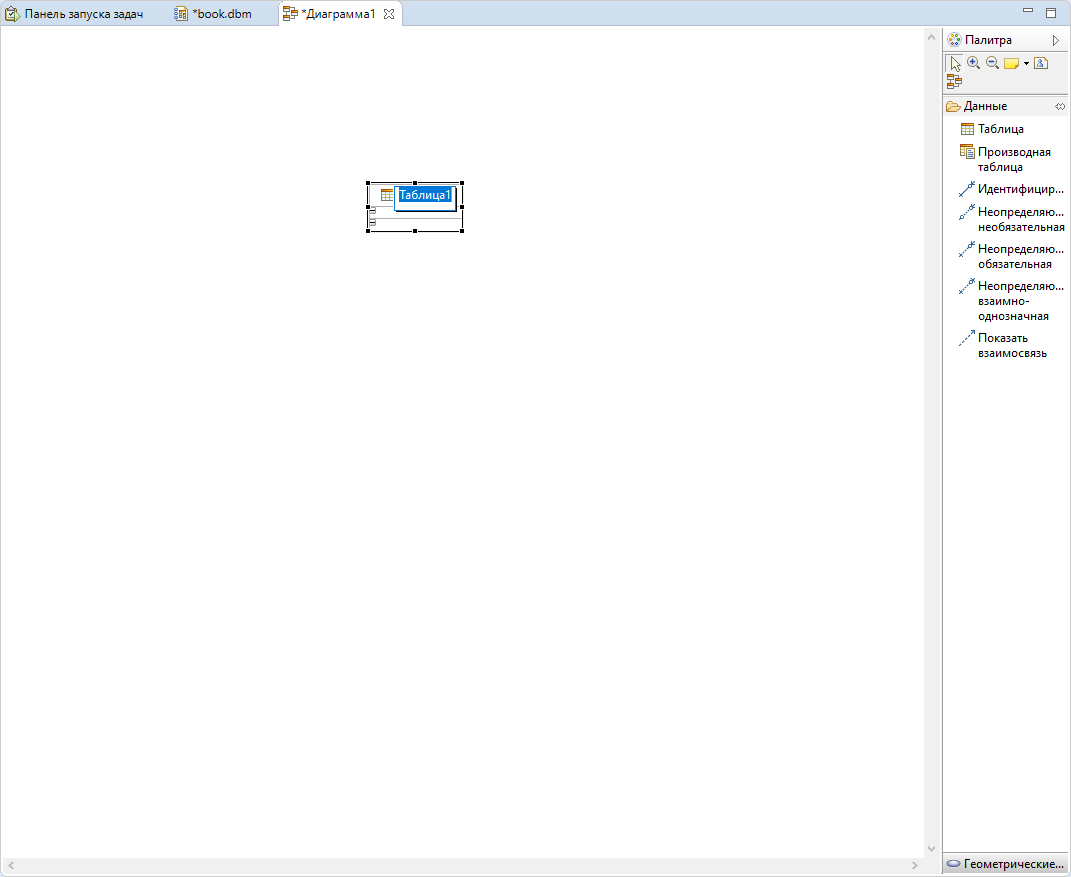 Панель запуска задач
*book.dbm
*Диаграмма1
Палитра
Данные
Таблица
Производная
таблица
Идентифицир...
Неопределяю...
необязательная
Неопределяю...
обязательная
Неопределяю...
взаимно-
однозначная
Показать
взаимосвязь
Таблица1
Геометрические...